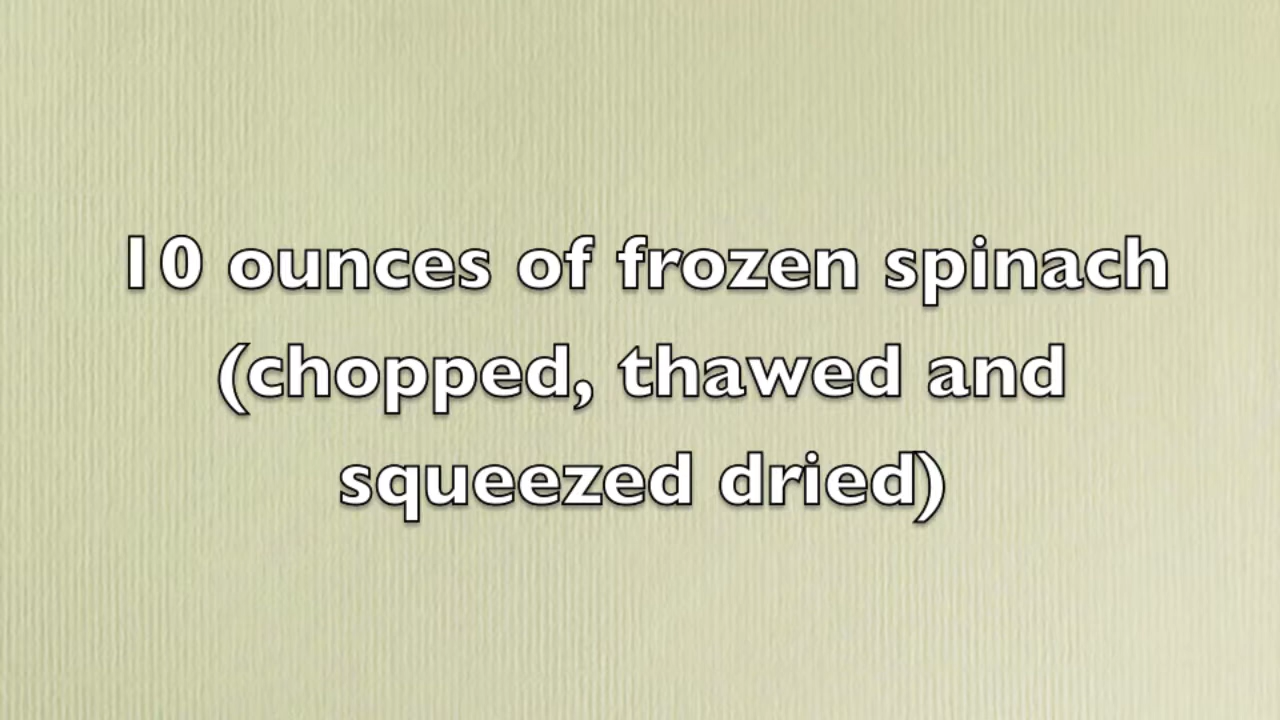 10 ounces of frozen spinach
(chopped, thawed and
squeezed dried)